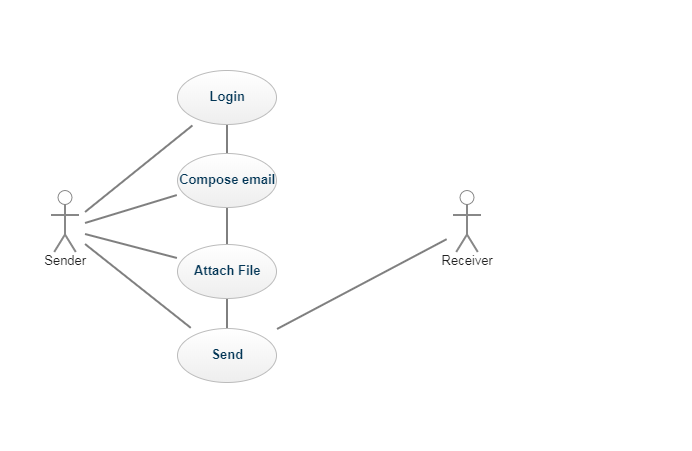 Login
Compose email
Attach File
Send
Sender
Receiver